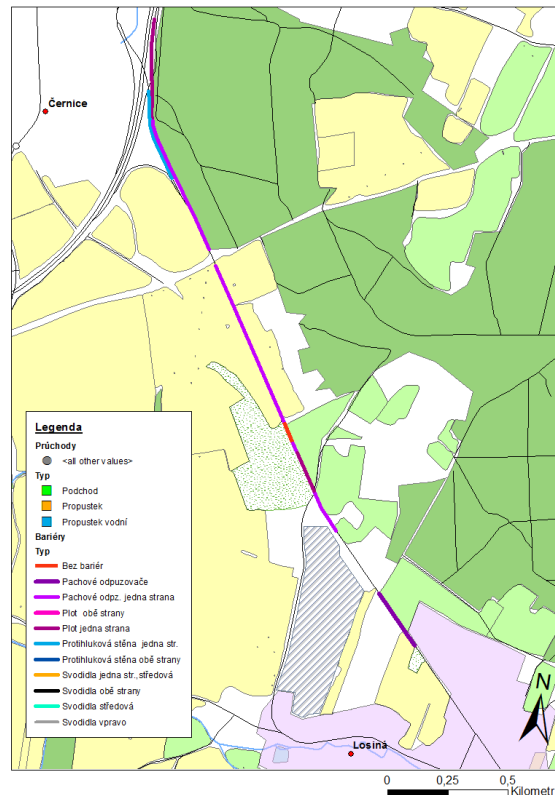 Černice
Legenda
Průchody
<all other values>
Typ
Podchod
Propustek
Propustek vodní
Bariéry
Typ
Bez bariér
Pachové odpuzovače
Pachové odpz. jedna strana
Plot obě strany
Plot jedna strana
Protihluková stěna jedna str.
Protihluková stěna obě strany
Svodidla jedna str.,středová
Svodidla obě strany
Svodidla středová
Svodidla vpravo
N
Losiná
0 0,25 0,5
Kilometr